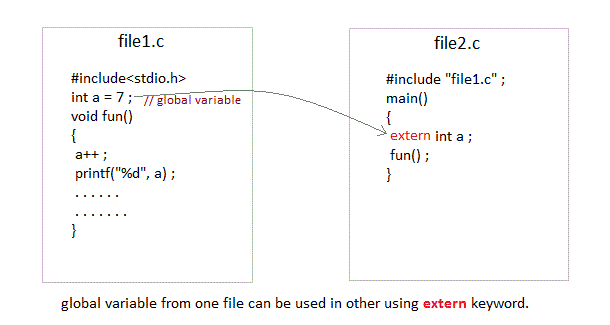 file1.c
#include<stdio.h>
int a = 7 ; // global variable
void fun()
{
a++ ;
printf("%d", a) ;
. . . . . .
. . . . . . .
}
file2.c
#include "file1.c" ;
main()
{
extern int a ;
fun() ;
}
global variable from one file can be used in other using extern keyword.